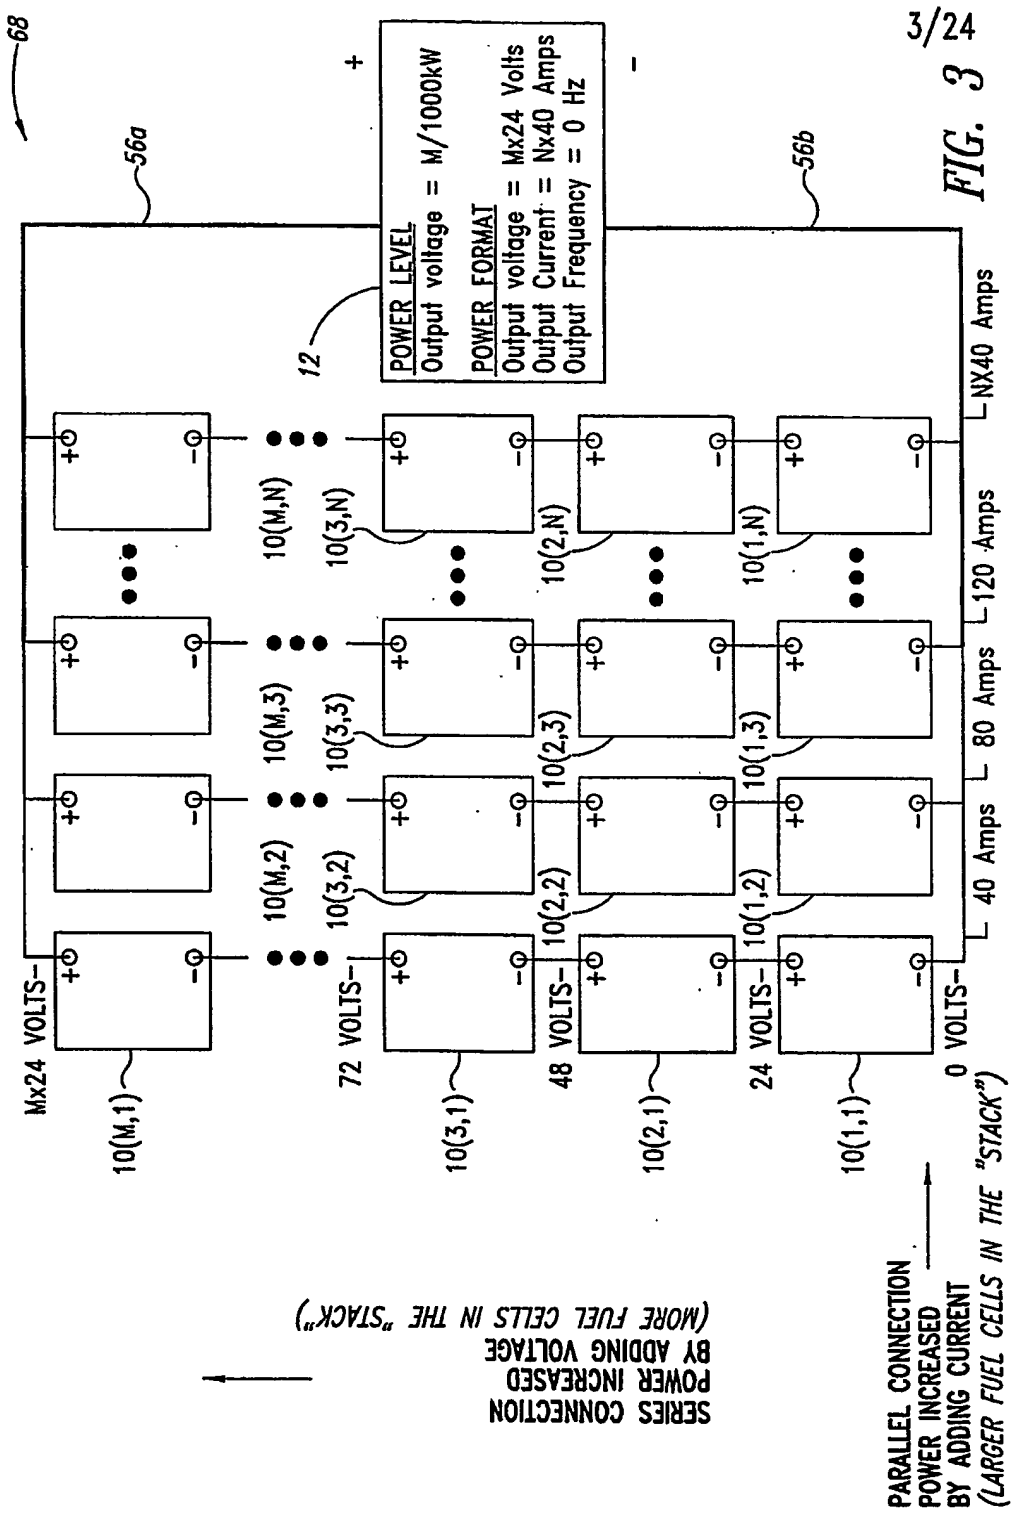 3/24
68
56a
+
12
POWER LEVEL
Output voltage = M/1000kW
POWER FORMAT
Output voltage = Mx24 Volts
Output Current = Nx40 Amps
Output Frequency = 0 Hz
-
56b
FIG. 3
Mx24 VOLTS-
+ + + +
- - - -
10(M,1)
10(M,2) 10(M,3) 10(M,N)
72 VOLTS-
10(3,2) 10(3,3) 10(3,N)
+ + + +
- - - -
10(3,1)
48 VOLTS-
10(2,2) 10(2,3) 10(2,N)
+ + + +
- - - -
10(2,1)
24 VOLTS-
10(1,2) 10(1,3) 10(1,N)
+ + + +
- - - -
10(1,1)
0 VOLTS-
40 Amps 80 Amps 120 Amps NX40 Amps
SERIES CONNECTION
POWER INCREASED
BY ADDING VOLTAGE
(MORE FUEL CELLS IN THE "STACK")
PARALLEL CONNECTION
POWER INCREASED
BY ADDING CURRENT
(LARGER FUEL CELLS IN THE "STACK")